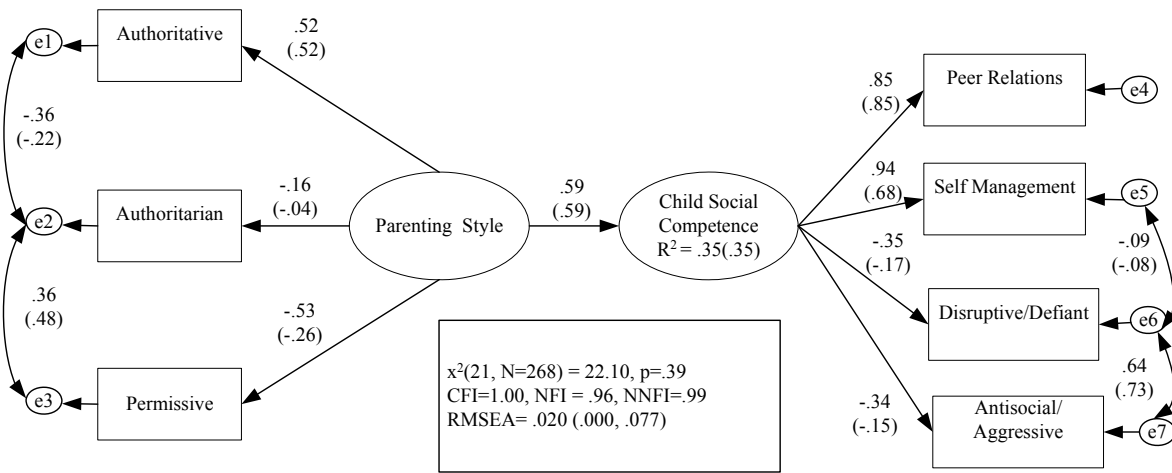 e1
Authoritative
.52
(.52)
-.36
(-.22)
e2
Authoritarian
-.16
(-.04)
Parenting Style
.36
(.48)
e3
Permissive
-.53
(-.26)
.59
(.59)
Child Social
Competence
R² = .35(.35)
.85
(.85)
Peer Relations
e4
.94
(.68)
Self Management
e5
-.09
(-.08)
-.35
(-.17)
Disruptive/Defiant
e6
.64
(.73)
-.34
(-.15)
Antisocial/
Aggressive
e7
x²(21, N=268) = 22.10, p=.39
CFI=1.00, NFI = .96, NNFI=.99
RMSEA= .020 (.000, .077)